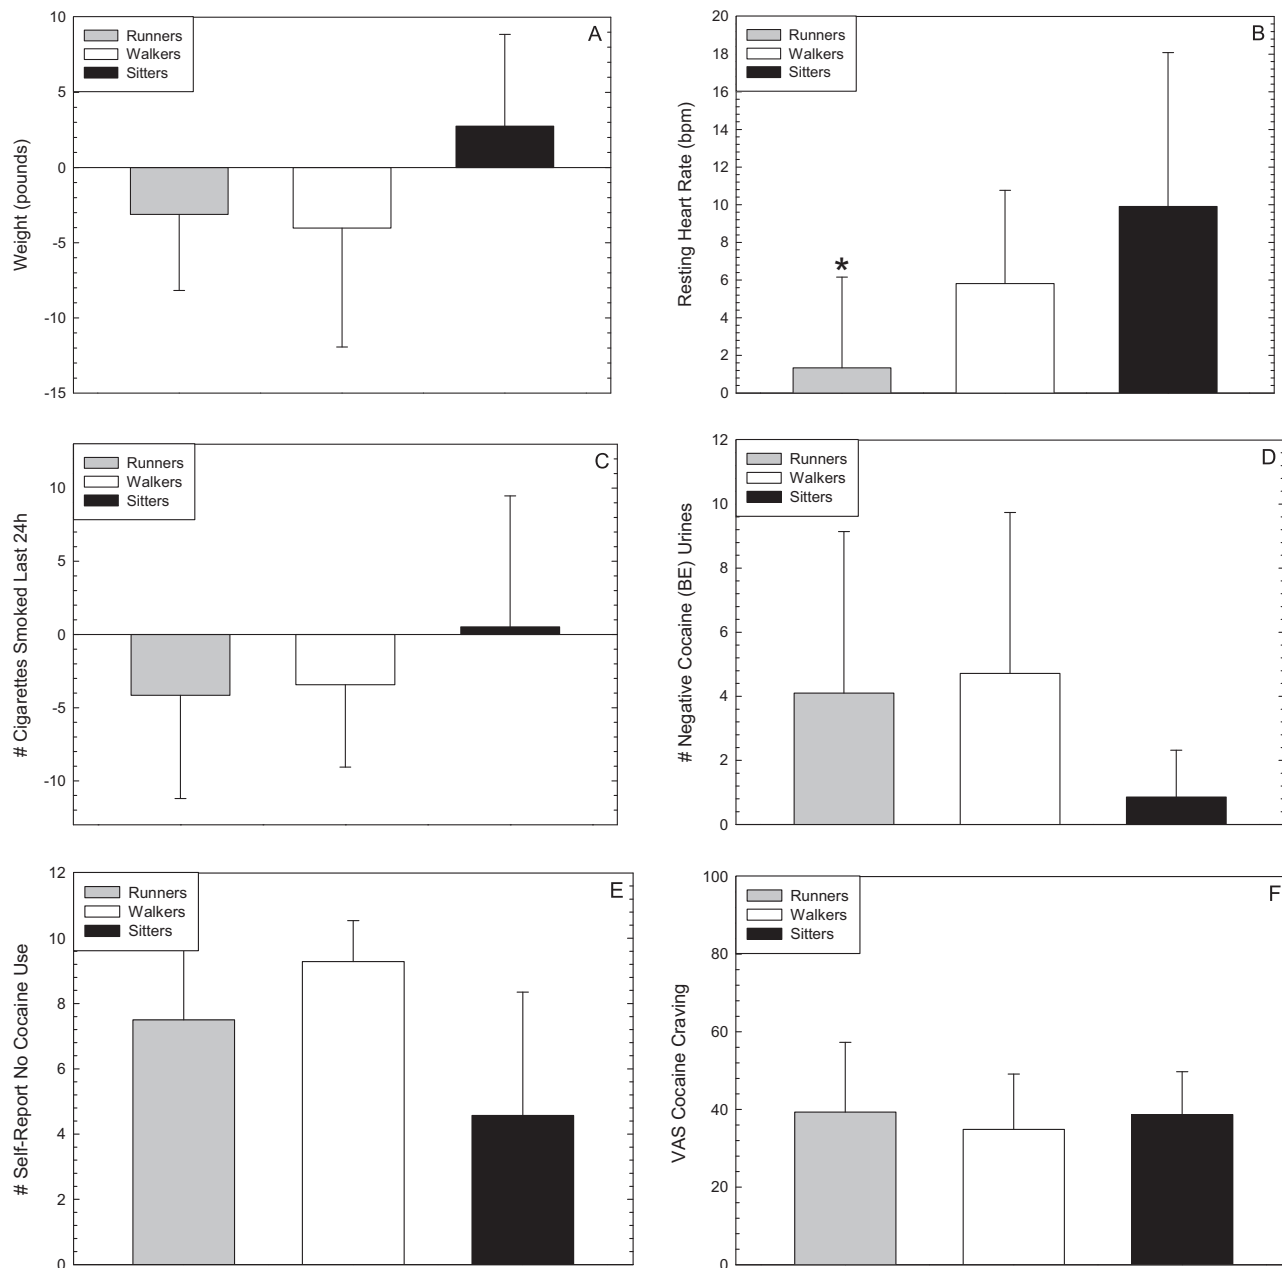 A
Runners
Walkers
Sitters
Weight (pounds)
10
5
0
-5
-10
-15
B
Runners
Walkers
Sitters
Resting Heart Rate (bpm)
20
18
16
14
12
10
8
6
4
2
0
*
C
Runners
Walkers
Sitters
# Cigarettes Smoked Last 24h
10
5
0
-5
-10
D
Runners
Walkers
Sitters
# Negative Cocaine (BE) Urines
12
10
8
6
4
2
0
E
Runners
Walkers
Sitters
# Self-Report No Cocaine Use
12
10
8
6
4
2
0
F
Runners
Walkers
Sitters
VAS Cocaine Craving
100
80
60
40
20
0